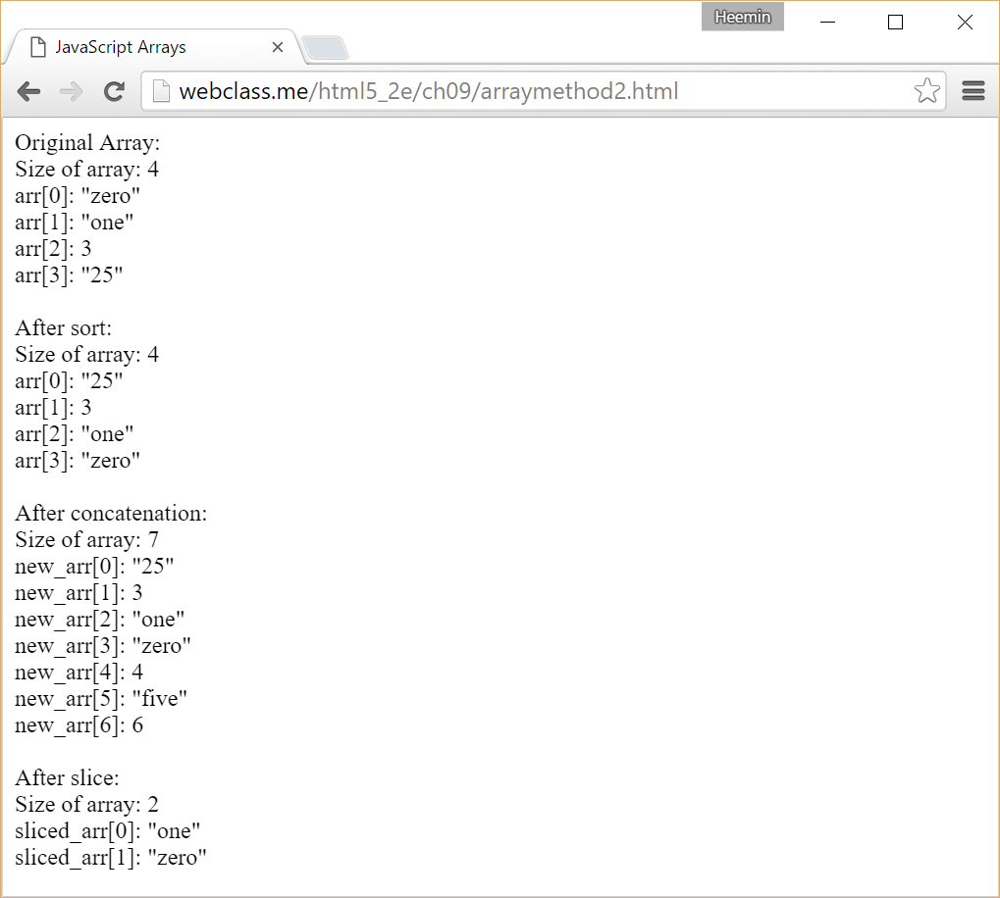 Heemin
JavaScript Arrays
webclass.me/html5_2e/ch09/arraymethod2.html
Original Array:
Size of array: 4
arr[0]: "zero"
arr[1]: "one"
arr[2]: 3
arr[3]: "25"
After sort:
Size of array: 4
arr[0]: "25"
arr[1]: 3
arr[2]: "one"
arr[3]: "zero"
After concatenation:
Size of array: 7
new_arr[0]: "25"
new_arr[1]: 3
new_arr[2]: "one"
new_arr[3]: "zero"
new_arr[4]: 4
new_arr[5]: "five"
new_arr[6]: 6
After slice:
Size of array: 2
sliced_arr[0]: "one"
sliced_arr[1]: "zero"